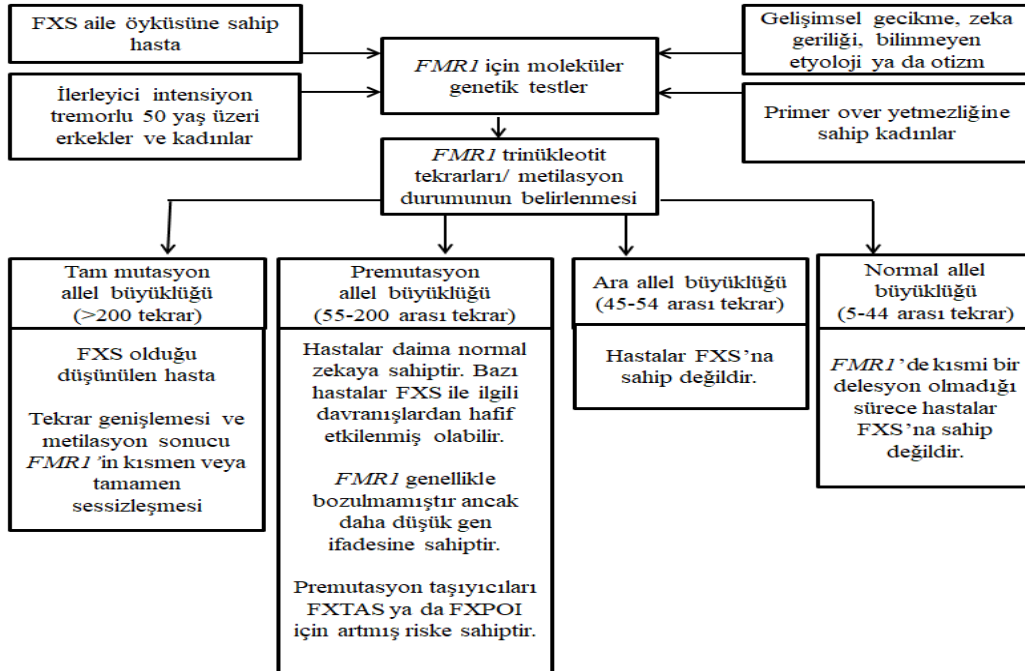 FXS aile öyküsüne sahip
hasta
İlerleyici intensiyon
tremorlu 50 yaş üzeri
erkekler ve kadınlar
FMR1 için moleküler
genetik testler
Gelişimsel gecikme, zeka
geriliği, bilinmeyen
etyoloji ya da otizm
Primer over yetmezliğine
sahip kadınlar
FMR1 trinükleotit
tekrarları/ metilasyon
durumunun belirlenmesi
Tam mutasyon
allel büyüklüğü
(>200 tekrar)
FXS olduğu
düşünülen hasta
Tekrar genişlemesi ve
metilasyon sonucu
FMR1'in kısmen veya
tamamen
sessizleşmesi
Premutasyon
allel büyüklüğü
(55-200 arası tekrar)
Hastalar daima normal
zekaya sahiptir. Bazı
hastalar FXS ile ilgili
davranışlardan hafif
etkilenmiş olabilir.
FMR1 genellikle
bozulmamıştır ancak
daha düşük gen
ifadesine sahiptir.
Premutasyon taşıyıcıları
FXTAS ya da FXPOI
için artmış riske sahiptir.
Ara allel büyüklüğü
(45-54 arası tekrar)
Hastalar FXS’na
sahip değildir.
Normal allel
büyüklüğü
(5-44 arası tekrar)
FMR1’de kısmi bir
delesyon olmadığı
sürece hastalar
FXS’na sahip
değildir.